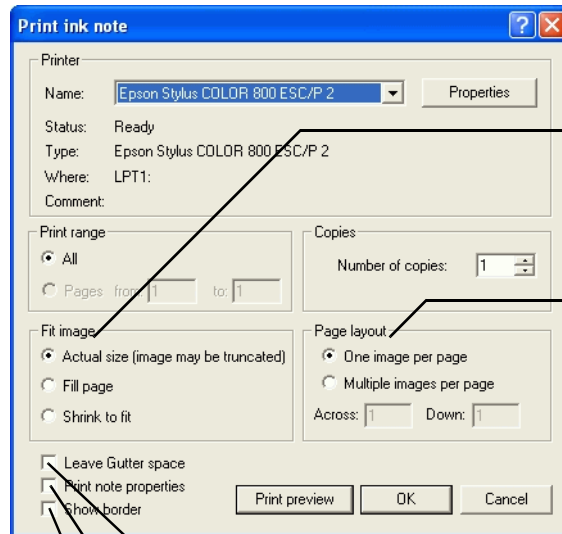 Print ink note
Printer
Name: Epson Stylus COLOR 800 ESC/P 2 Properties
Status: Ready
Type: Epson Stylus COLOR 800 ESC/P 2
Where: LPT1:
Comment:
Print range
All
Pages from: 1 to: 1
Copies
Number of copies: 1
Fit image
Actual size (image may be truncated)
Fill page
Shrink to fit
Page layout
One image per page
Multiple images per page
Across: 1 Down: 1
Leave Gutter space
Print note properties
Show border
Print preview OK Cancel